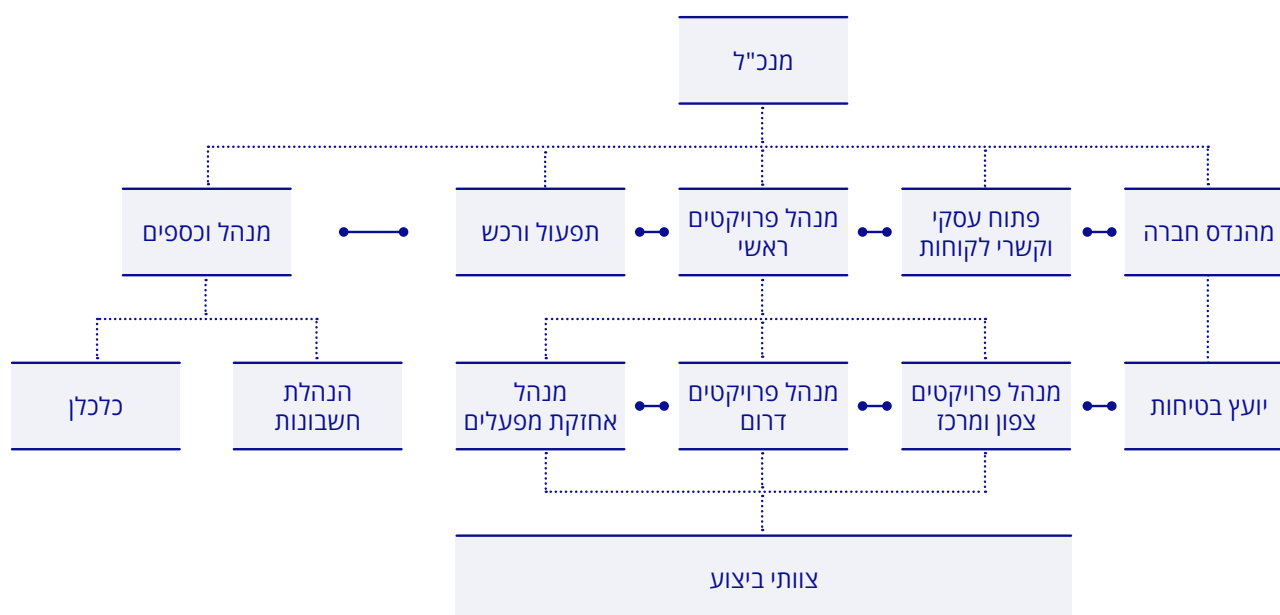 מנכ"ל
מהנדס חברה
פתוח עסקי
וקשרי לקוחות
מנהל פרויקטים
ראשי
תפעול ורכש
מנהל וכספים
יועץ בטיחות
מנהל פרויקטים
צפון ומרכז
מנהל פרויקטים
דרום
מנהל
אחזקת מפעלים
הנהלת
חשבונות
כלכלן
צוותי ביצוע